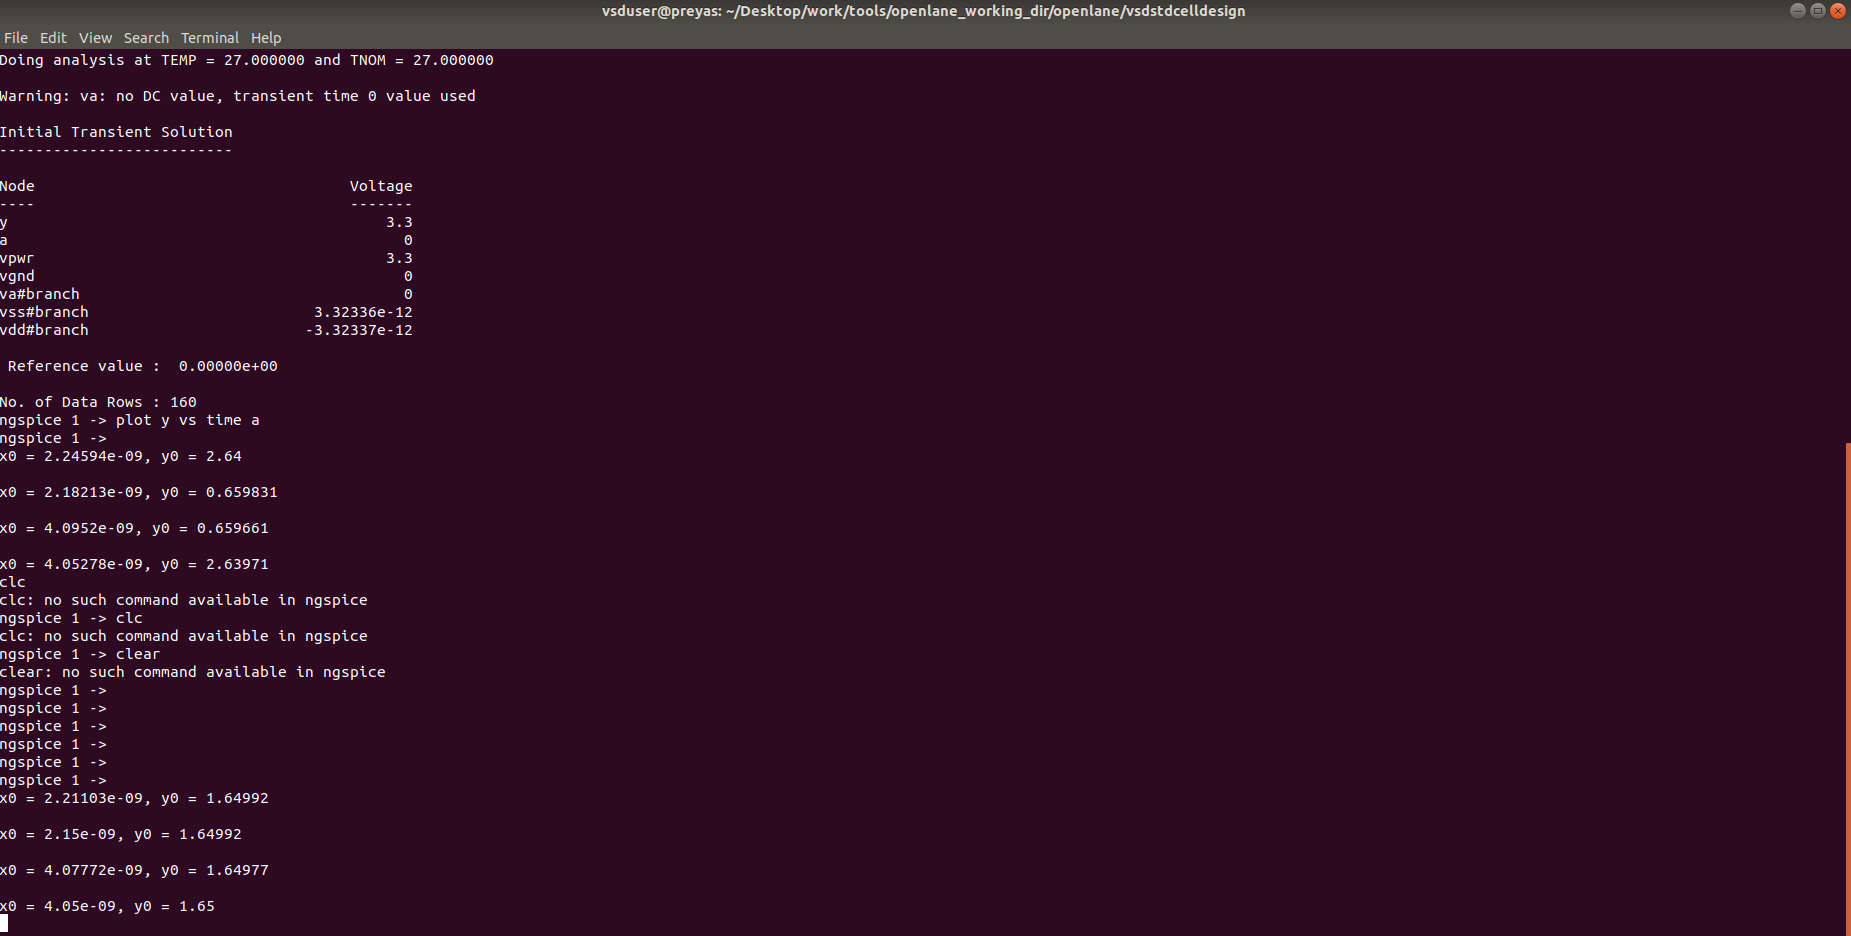 vsduser@preyas: ~/Desktop/work/tools/openlane_working_dir/openlane/vsdstdcelldesign
File Edit View Search Terminal Help
Doing analysis at TEMP = 27.000000 and TNOM = 27.000000
Warning: va: no DC value, transient time 0 value used
Initial Transient Solution
--------------------------
Node Voltage
---- -------
y 3.3
a 0
vpwr 3.3
vgnd 0
va#branch 0
vss#branch 3.32336e-12
vdd#branch -3.32337e-12
Reference value : 0.00000e+00
No. of Data Rows : 160
ngspice 1 -> plot y vs time a
ngspice 1 ->
x0 = 2.24594e-09, y0 = 2.64
x0 = 2.18213e-09, y0 = 0.659831
x0 = 4.0952e-09, y0 = 0.659661
x0 = 4.05278e-09, y0 = 2.63971
clc
clc: no such command available in ngspice
ngspice 1 -> clc
clc: no such command available in ngspice
ngspice 1 -> clear
clear: no such command available in ngspice
ngspice 1 ->
ngspice 1 ->
ngspice 1 ->
ngspice 1 ->
ngspice 1 ->
ngspice 1 ->
x0 = 2.21103e-09, y0 = 1.64992
x0 = 2.15e-09, y0 = 1.64992
x0 = 4.07772e-09, y0 = 1.64977
x0 = 4.05e-09, y0 = 1.65